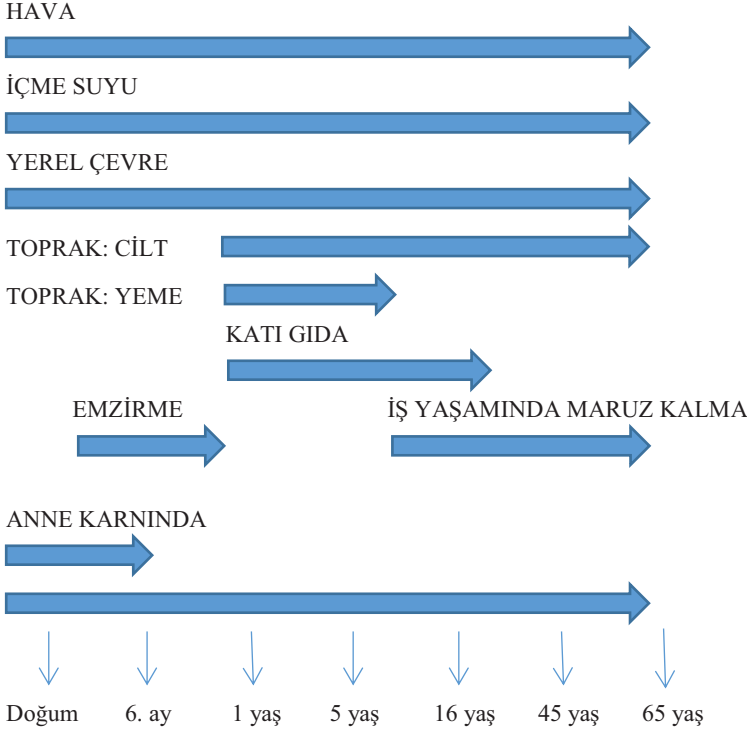 HAVA
İÇME SUYU
YEREL ÇEVRE
TOPRAK: CİLT
TOPRAK: YEME
KATI GIDA
EMZİRME
İŞ YAŞAMINDA MARUZ KALMA
ANNE KARNINDA
Doğum 6. ay 1 yaş 5 yaş 16 yaş 45 yaş 65 yaş